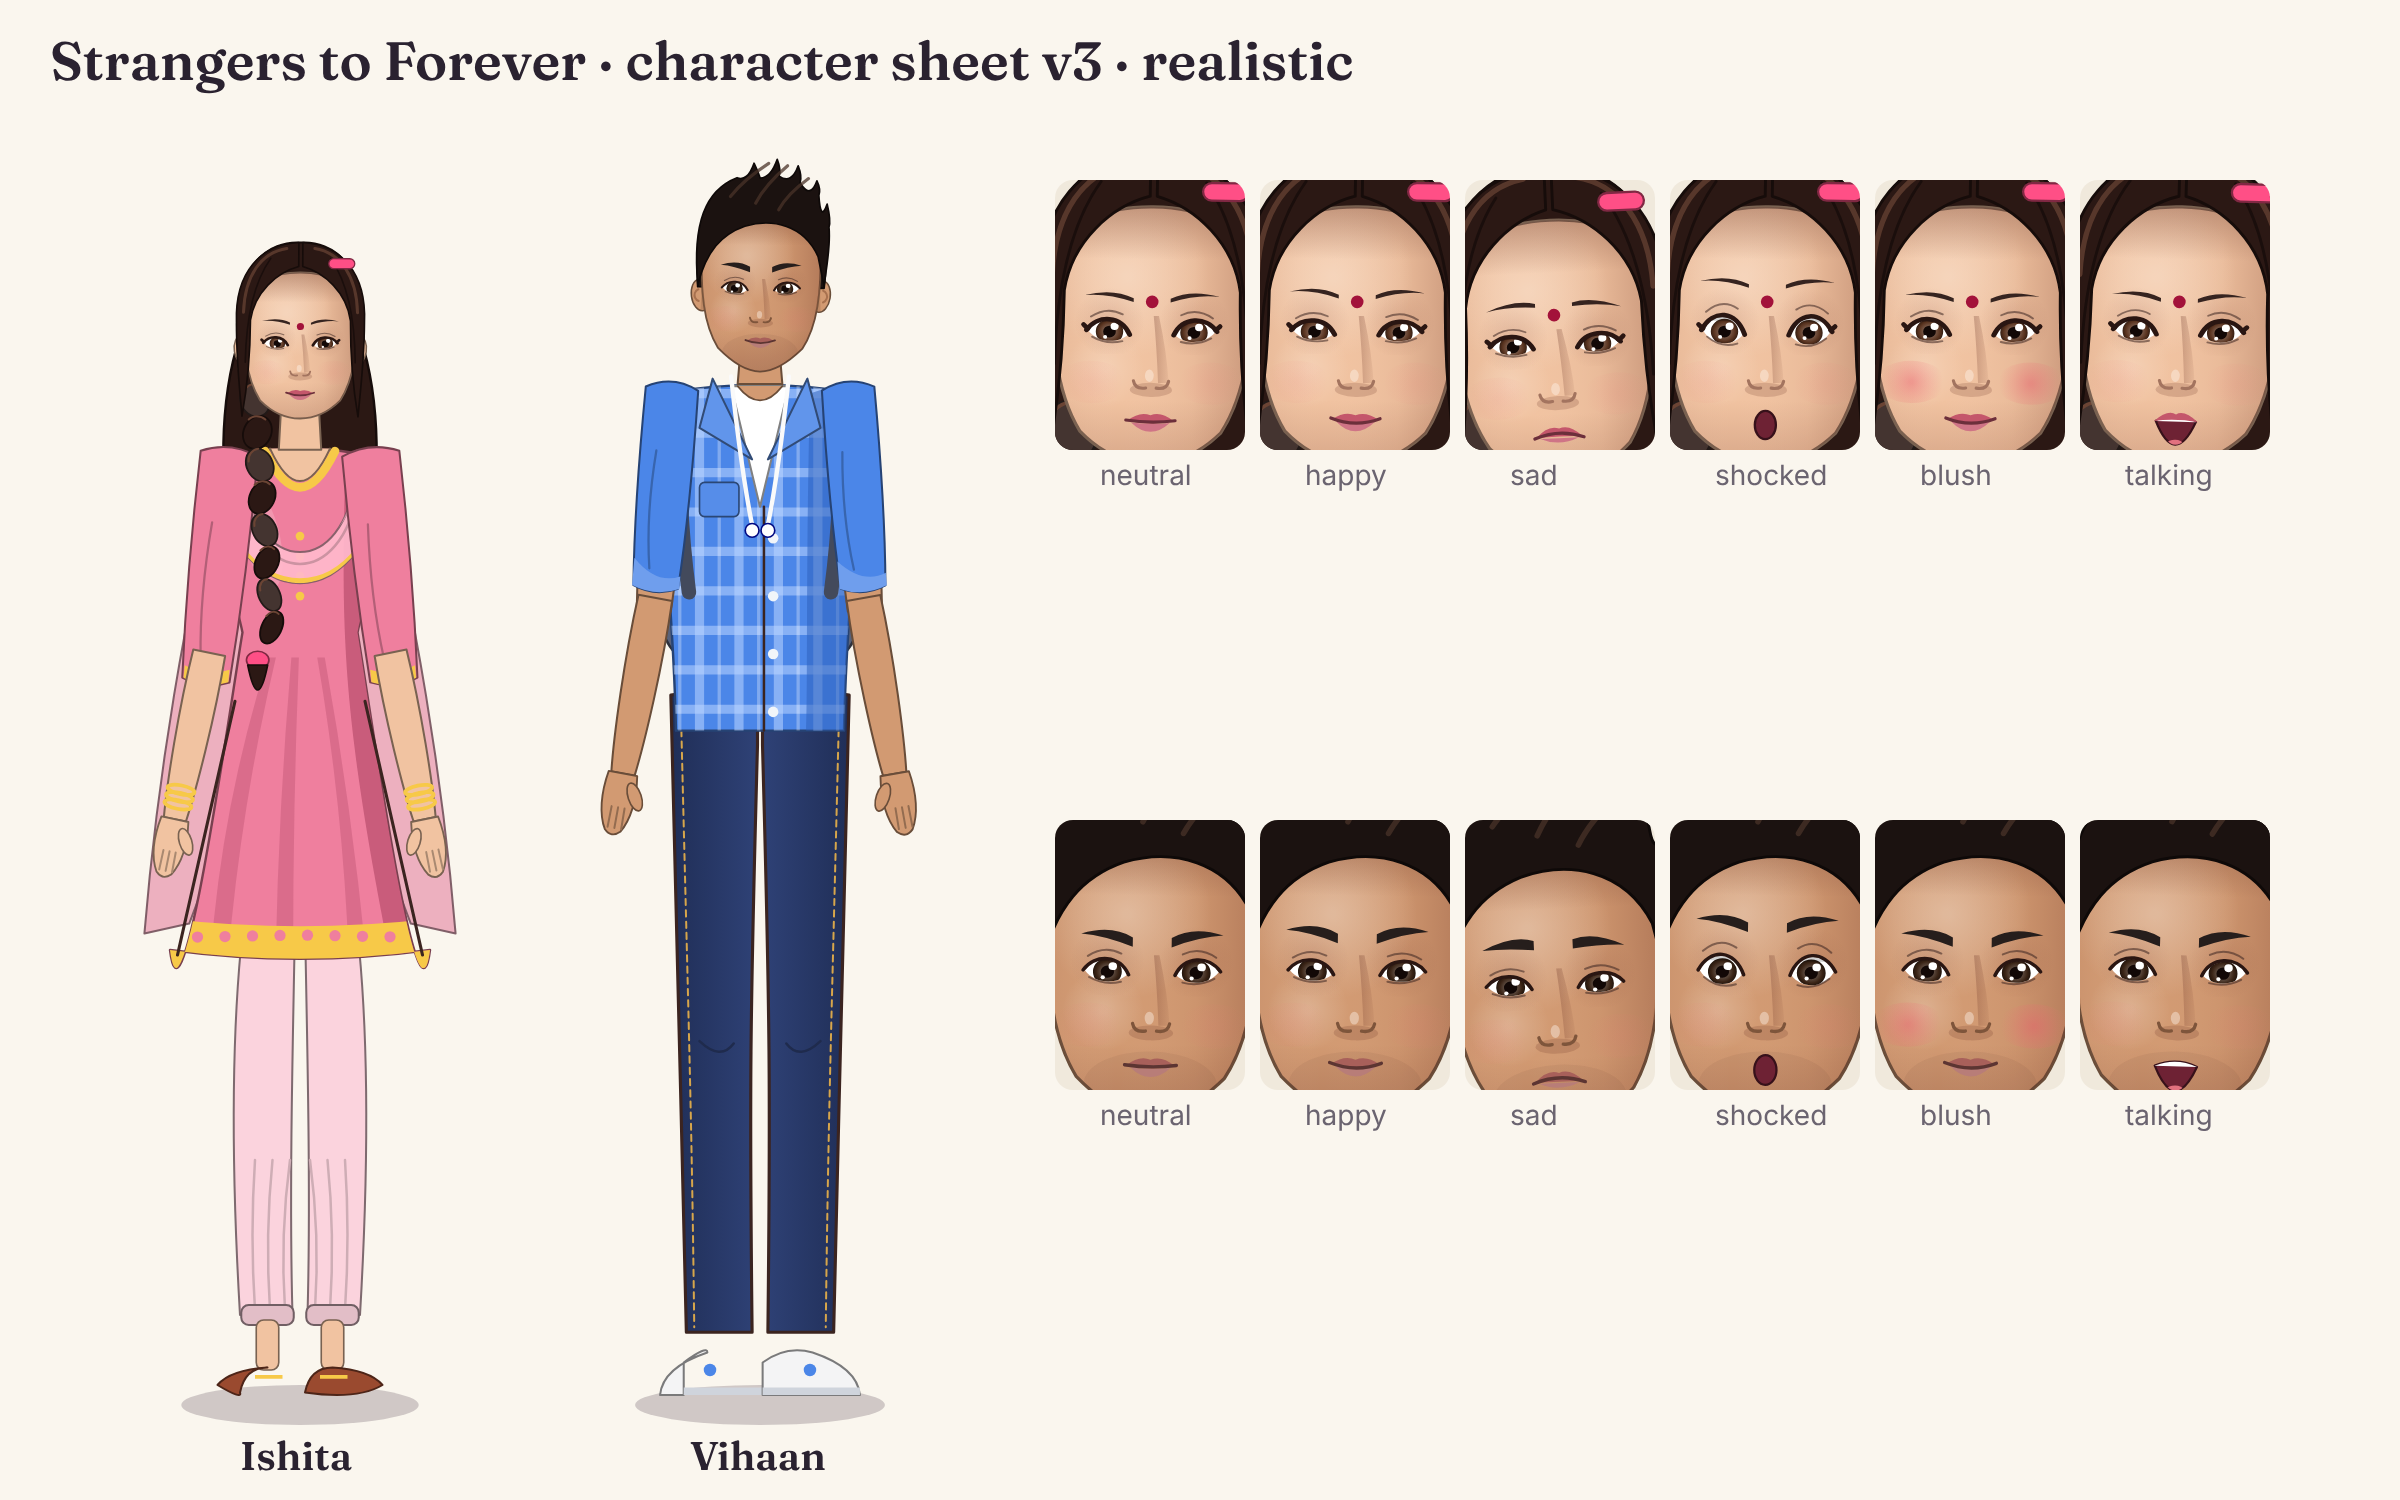 Strangers to Forever · character sheet v3 · realistic
neutral happy sad shocked blush talking
neutral happy sad shocked blush talking
Ishita Vihaan